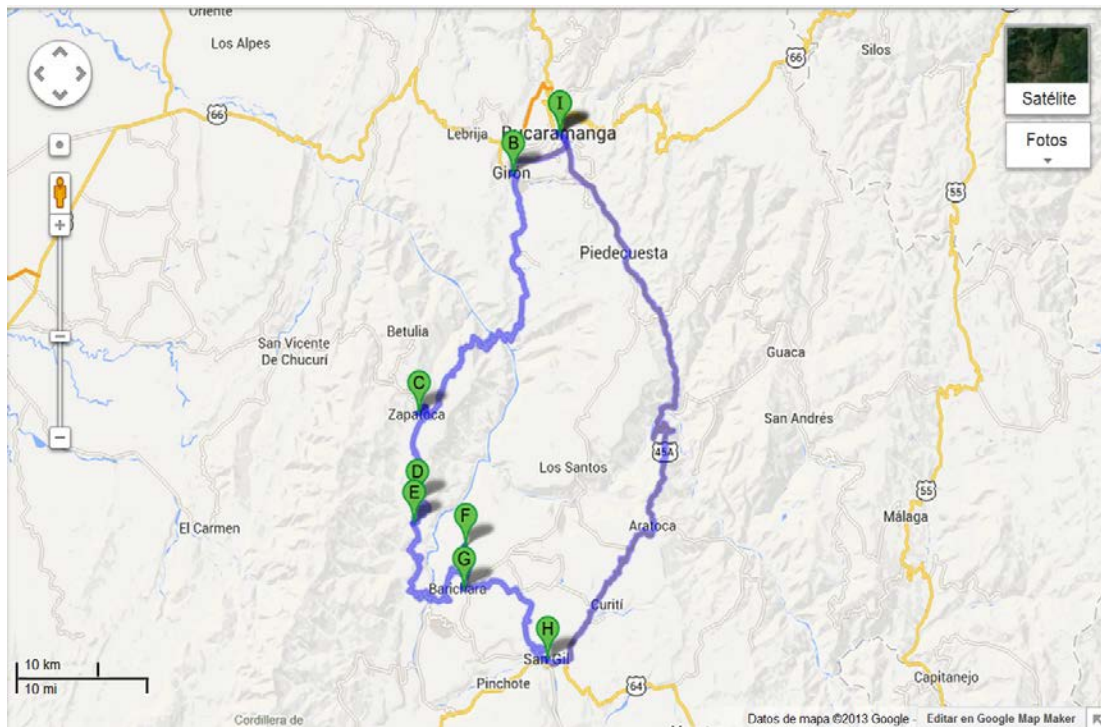 Oriente
Los Alpes
66
Silos
66
Satélite
Fotos
I
Lebrija
Bucaramanga
B
Girón
55
Piedecuesta
Betulia
San Vicente
De Chucurí
Guaca
C
Zapatoca
San Andrés
45A
D
Los Santos
E
55
El Carmen
F
Aratoca
Málaga
G
Barichara
Curití
H
San Gil
Pinchote
64
Capitanejo
10 km
10 mi
Cordillera de
Datos de mapa ©2013 Google -
Editar en Google Map Maker